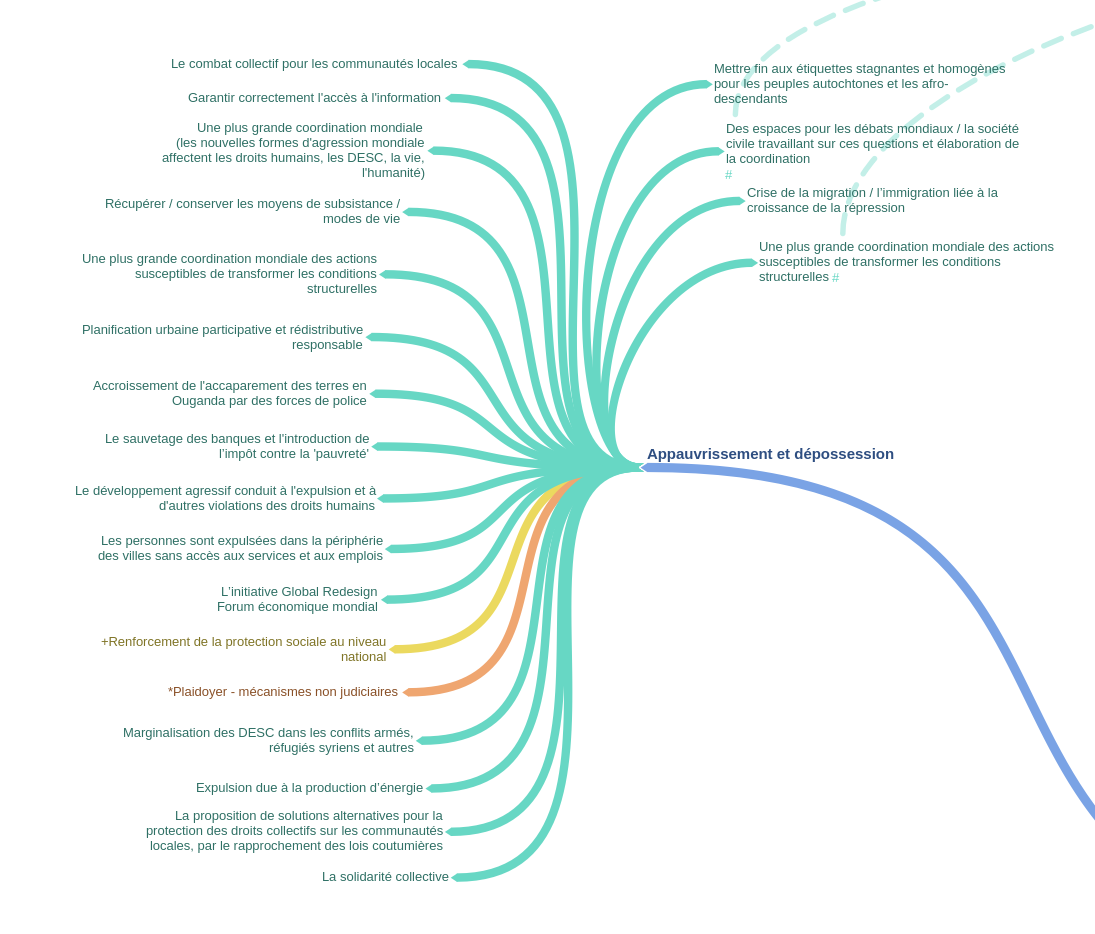 Le combat collectif pour les communautés locales
Garantir correctement l'accès à l'information
Une plus grande coordination mondiale
(les nouvelles formes d'agression mondiale
affectent les droits humains, les DESC, la vie,
l'humanité)
Récupérer / conserver les moyens de subsistance /
modes de vie
Une plus grande coordination mondiale des actions
susceptibles de transformer les conditions
structurelles
Planification urbaine participative et rédistributive
responsable
Accroissement de l'accaparement des terres en
Ouganda par des forces de police
Le sauvetage des banques et l'introduction de
l'impôt contre la 'pauvreté'
Le développement agressif conduit à l'expulsion et à
d'autres violations des droits humains
Les personnes sont expulsées dans la périphérie
des villes sans accès aux services et aux emplois
L'initiative Global Redesign
Forum économique mondial
+Renforcement de la protection sociale au niveau
national
*Plaidoyer - mécanismes non judiciaires
Marginalisation des DESC dans les conflits armés,
réfugiés syriens et autres
Expulsion due à la production d'énergie
La proposition de solutions alternatives pour la
protection des droits collectifs sur les communautés
locales, par le rapprochement des lois coutumières
La solidarité collective
Mettre fin aux étiquettes stagnantes et homogènes
pour les peuples autochtones et les afro-
descendants
Des espaces pour les débats mondiaux / la société
civile travaillant sur ces questions et élaboration de
la coordination
#
Crise de la migration / l'immigration liée à la
croissance de la répression
Une plus grande coordination mondiale des actions
susceptibles de transformer les conditions
structurelles #
Appauvrissement et dépossession